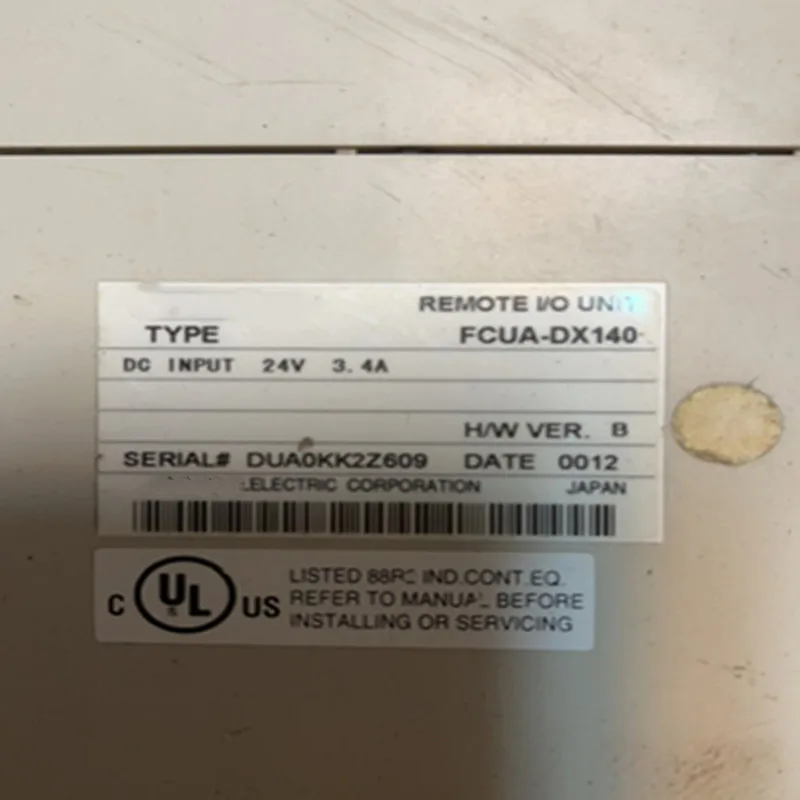 REMOTE I/O UNIT
TYPE FCUA-DX140
DC INPUT 24V 3.4A
H/W VER. B
SERIAL# DUA0KK2Z609 DATE 0012
ELECTRIC CORPORATION JAPAN
C UL US
LISTED IND.CONT.EQ.
REFER TO MANUAL BEFORE
INSTALLING OR SERVICING